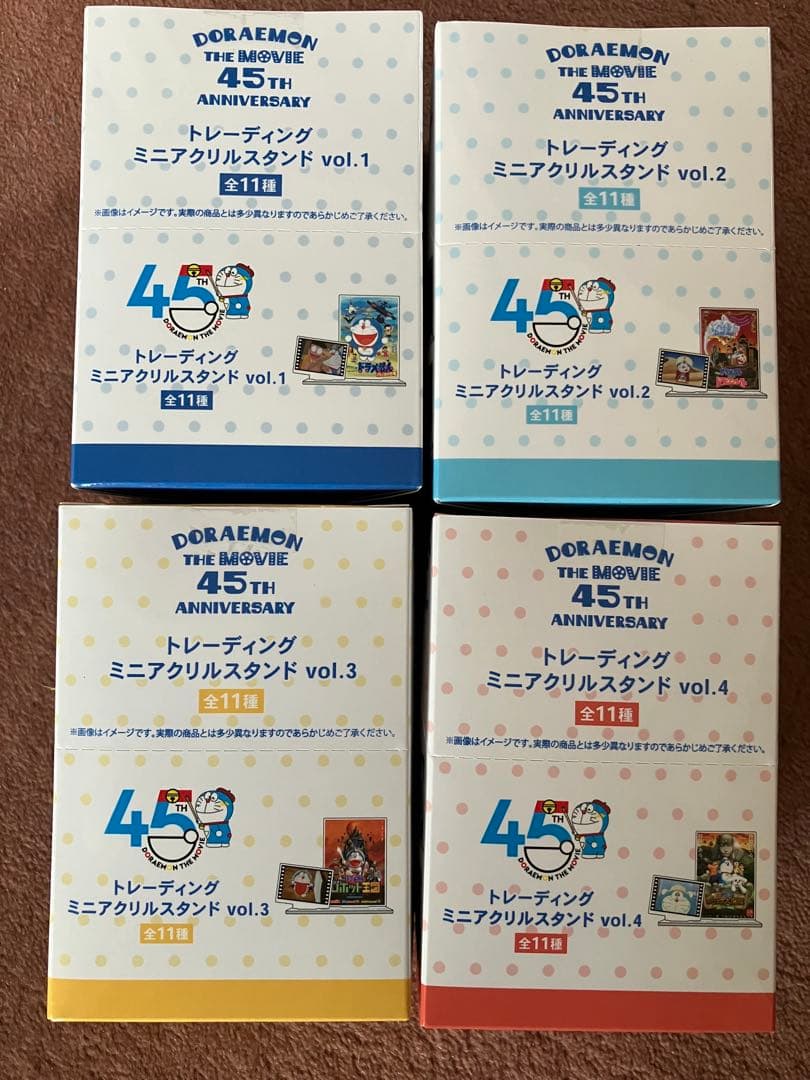 DORAEMON
THE MOVIE
45TH
ANNIVERSARY
トレーディング
ミニアクリルスタンド vol.1
全11種
※画像はイメージです。実際の商品とは多少異なりますのであらかじめご了承ください。
45TH
DORAEMON THE MOVIE
トレーディング
ミニアクリルスタンド vol.1
全11種
DORAEMON
THE MOVIE
45TH
ANNIVERSARY
トレーディング
ミニアクリルスタンド vol.2
全11種
※画像はイメージです。実際の商品とは多少異なりますのであらかじめご了承ください。
45TH
DORAEMON THE MOVIE
トレーディング
ミニアクリルスタンド vol.2
全11種
DORAEMON
THE MOVIE
45TH
ANNIVERSARY
トレーディング
ミニアクリルスタンド vol.3
全11種
※画像はイメージです。実際の商品とは多少異なりますのであらかじめご了承ください。
45TH
DORAEMON THE MOVIE
ロボット王国
トレーディング
ミニアクリルスタンド vol.3
全11種
DORAEMON
THE MOVIE
45TH
ANNIVERSARY
トレーディング
ミニアクリルスタンド vol.4
全11種
※画像はイメージです。実際の商品とは多少異なりますのであらかじめご了承ください。
45TH
DORAEMON THE MOVIE
トレーディング
ミニアクリルスタンド vol.4
全11種